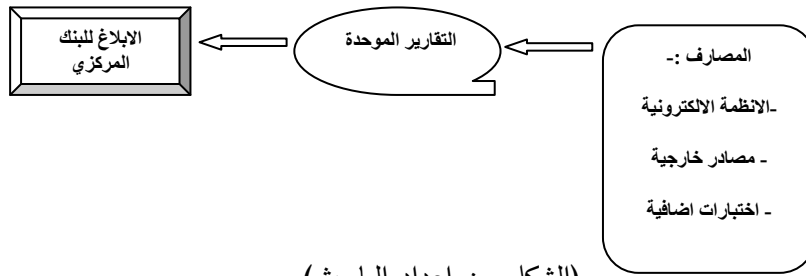 المصارف :-
-الانظمة الالكترونية
- مصادر خارجية
- اختبارات اضافية
التقارير الموحدة
الابلاغ للبنك
المركزي